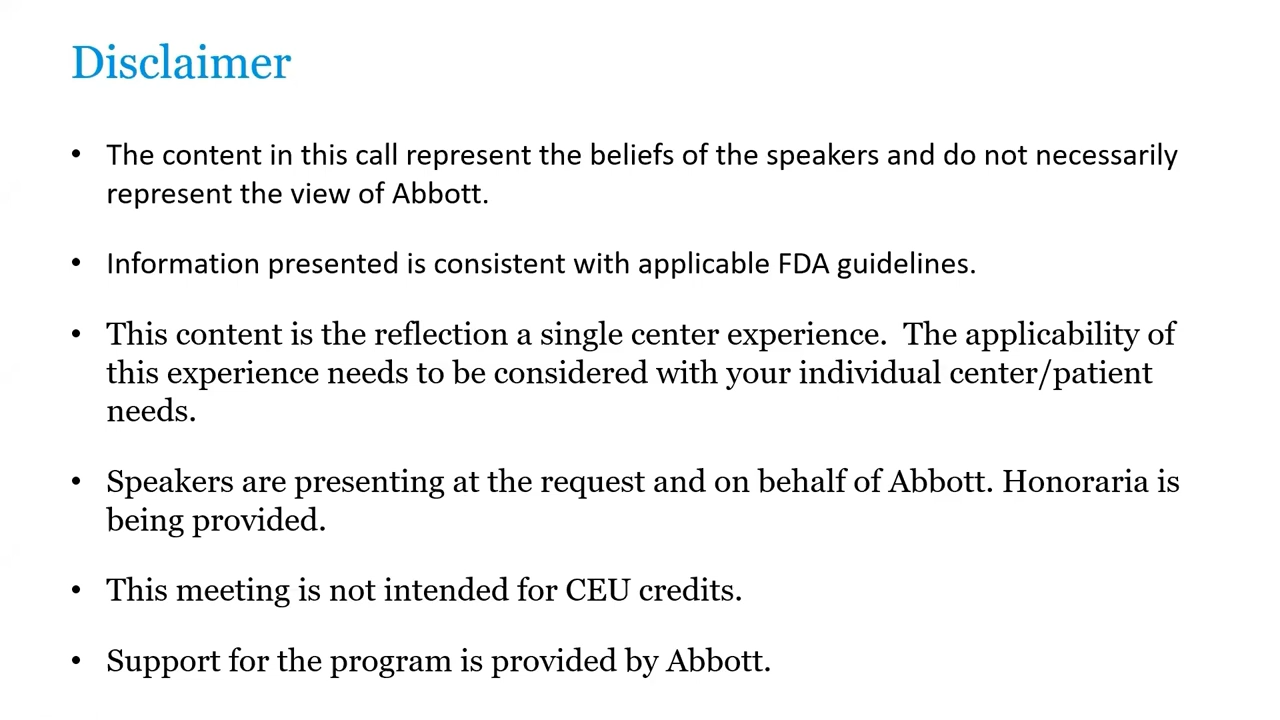 Disclaimer
• The content in this call represent the beliefs of the speakers and do not necessarily
represent the view of Abbott.
• Information presented is consistent with applicable FDA guidelines.
• This content is the reflection a single center experience.  The applicability of
this experience needs to be considered with your individual center/patient
needs.
• Speakers are presenting at the request and on behalf of Abbott. Honoraria is
being provided.
• This meeting is not intended for CEU credits.
• Support for the program is provided by Abbott.